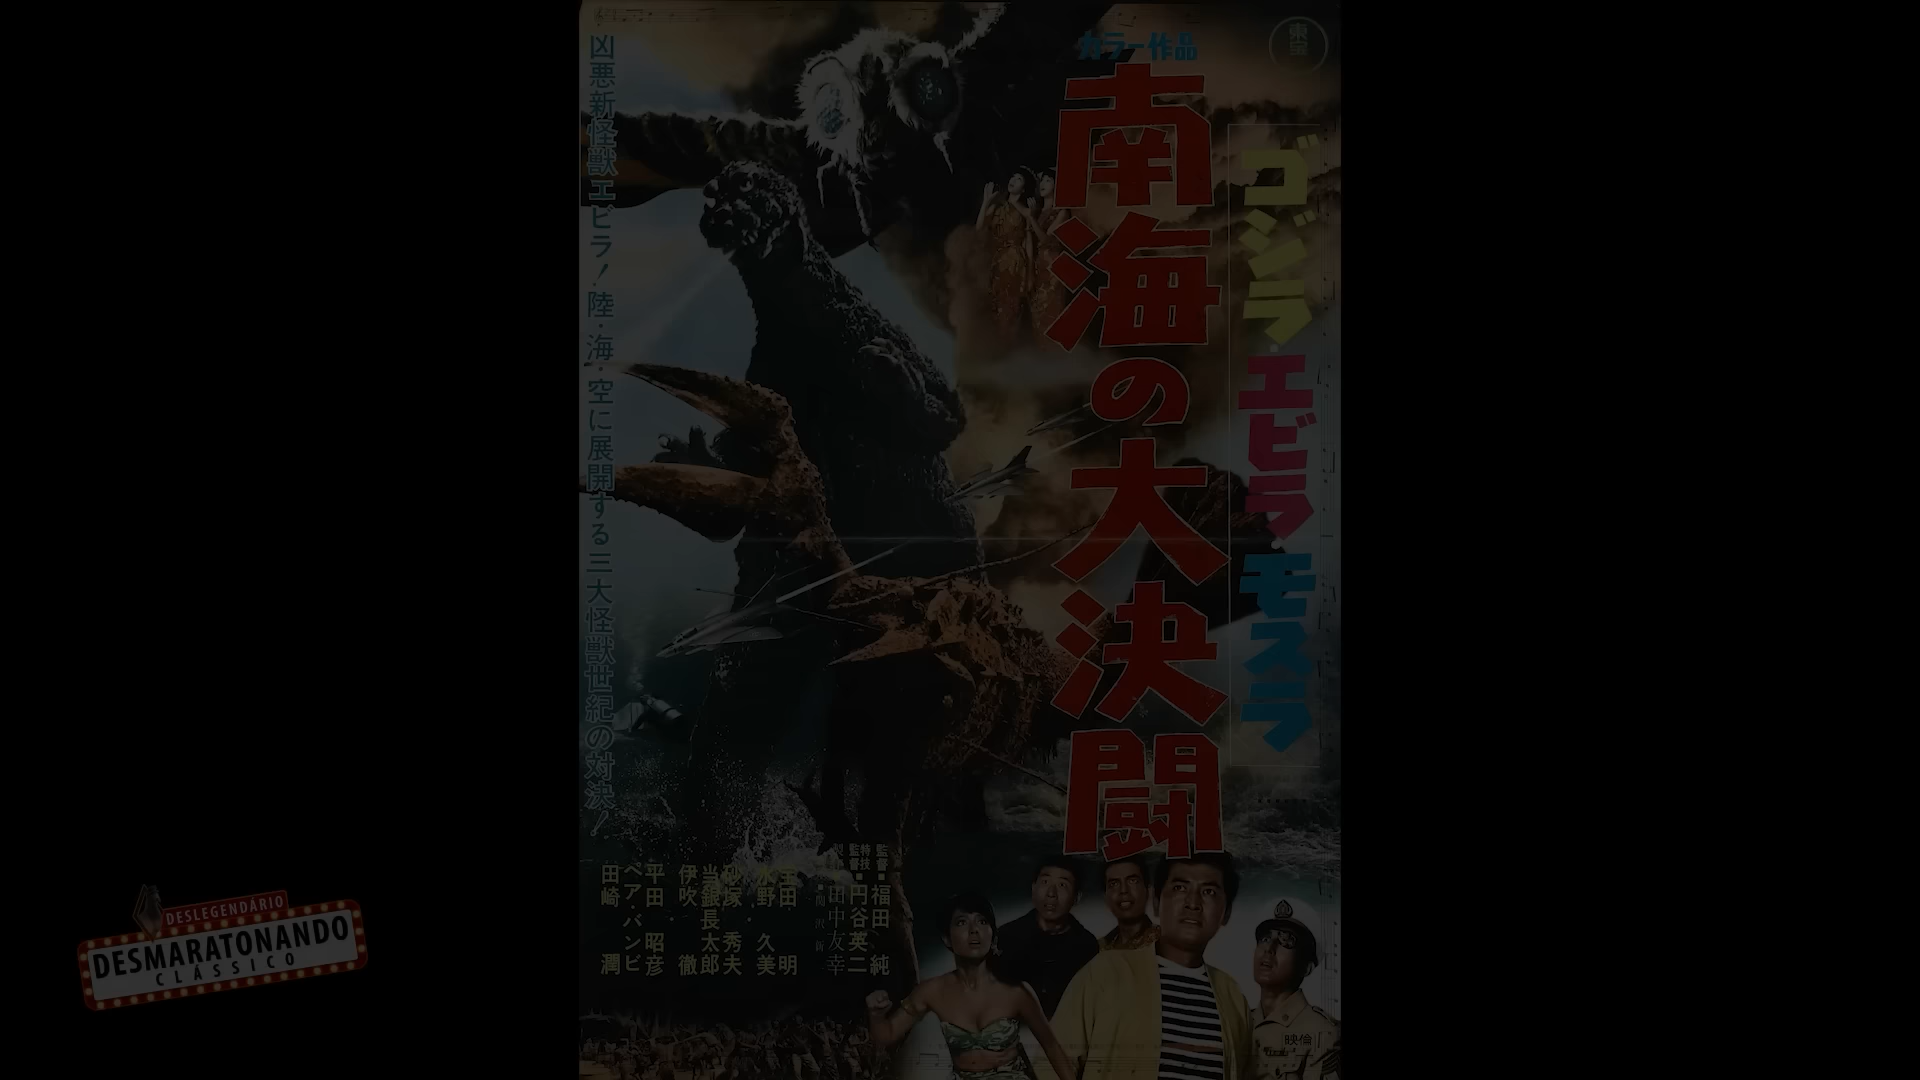 カラー作品
東宝
ゴジラ・エビラ・モスラ
南海の大決闘
凶悪新怪獣エビラ！陸・海・空に展開する三大怪獣世紀の対決！
監督・福田 純
特技監督・円谷英二
田中友幸
宝田 明
水野久美
砂塚秀夫
当銀長太郎
伊吹 徹
平田昭彦
ペア・バンビ
田崎 潤
映倫
DESLEGENDÁRIO
DESMARATONANDO
CLÁSSICO